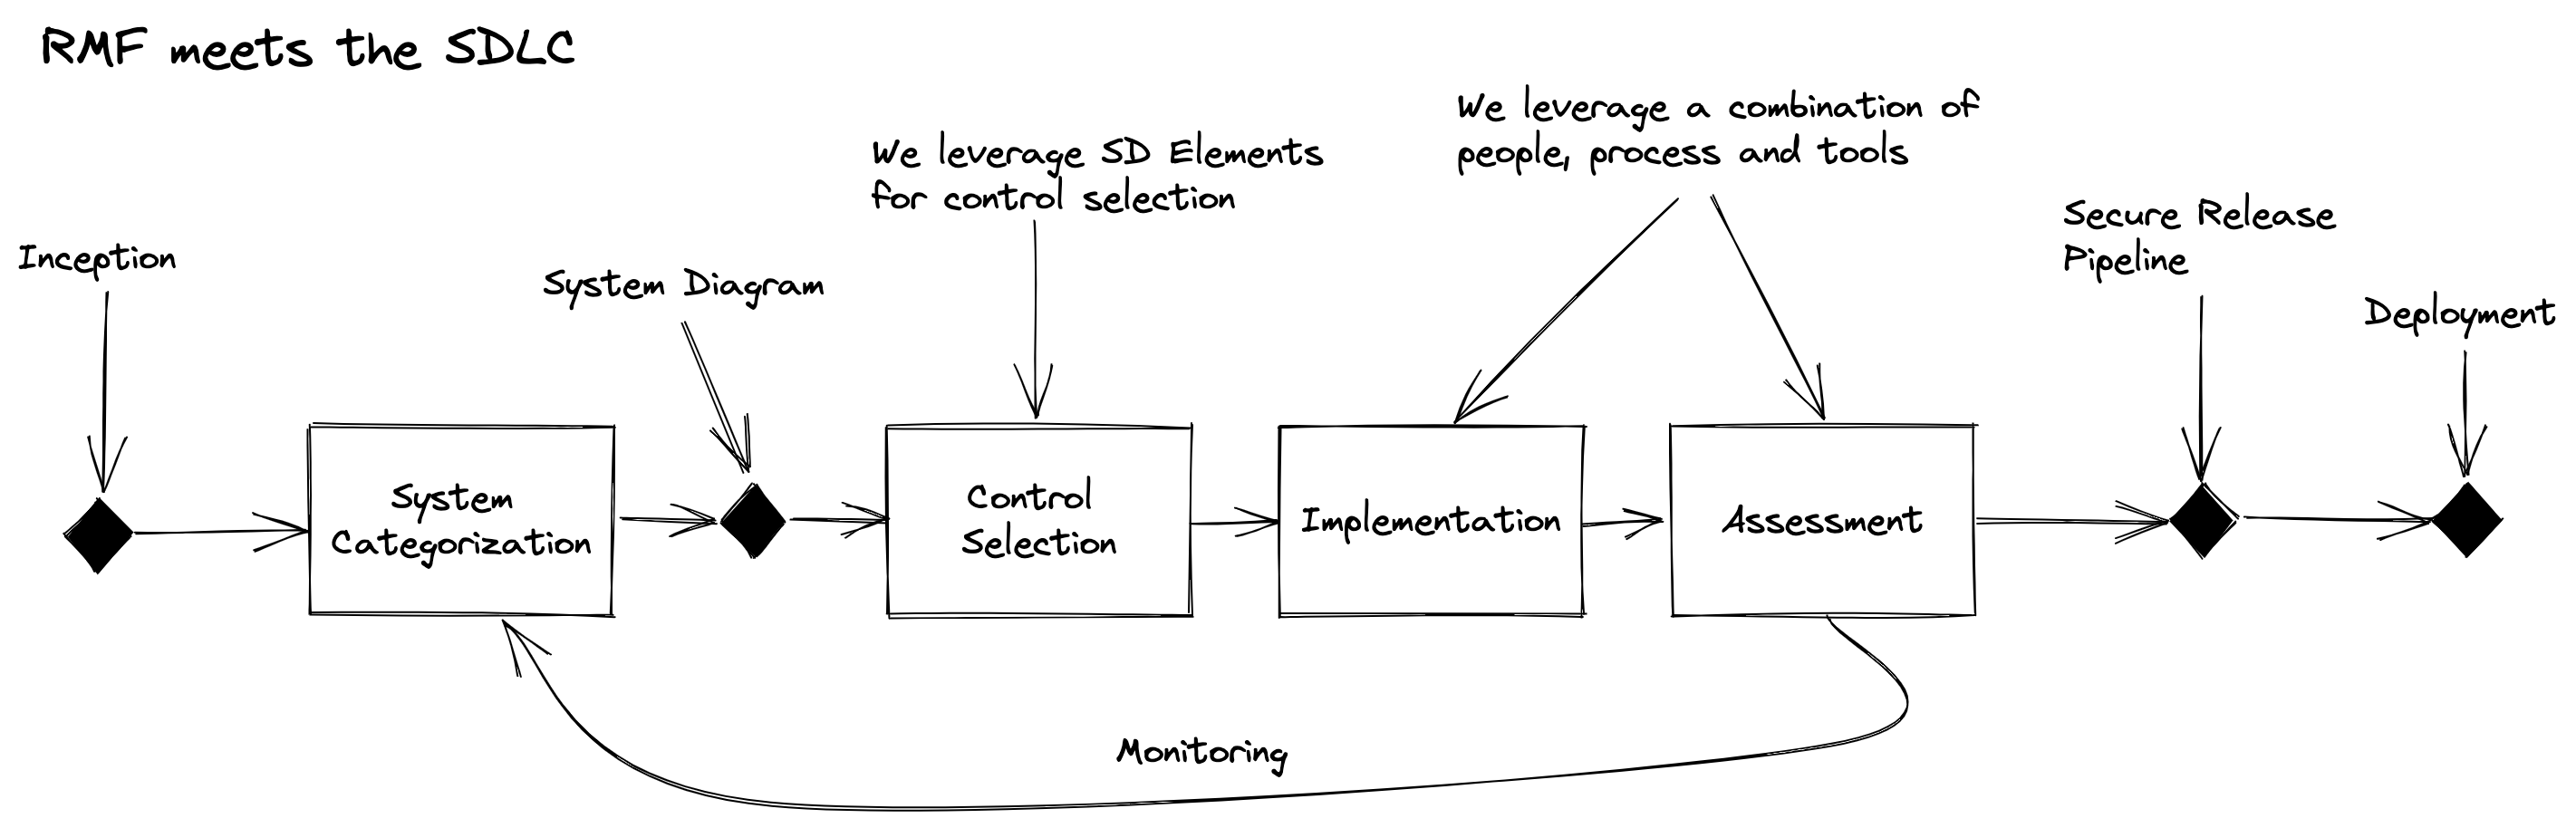 RMF meets the SDLC
We leverage a combination of
people, process and tools
We leverage SD Elements
for control selection
Secure Release
Pipeline
Inception
System Diagram
Deployment
System
Categorization
Control
Selection
Implementation
Assessment
Monitoring